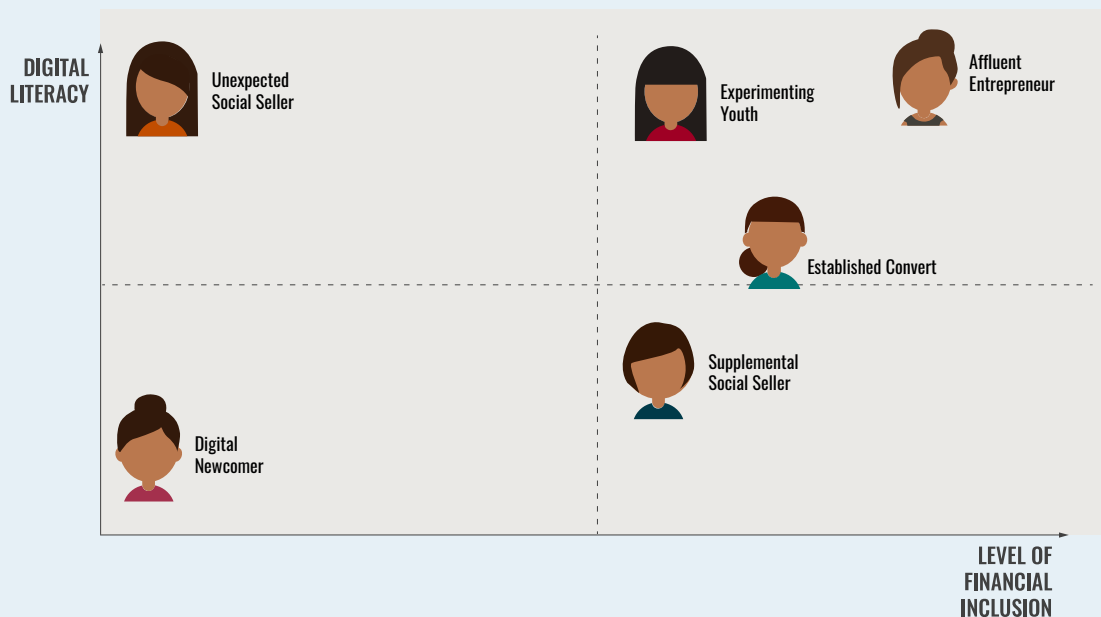 DIGITAL
LITERACY
Unexpected
Social Seller
Experimenting
Youth
Affluent
Entrepreneur
Established Convert
Supplemental
Social Seller
Digital
Newcomer
LEVEL OF
FINANCIAL
INCLUSION